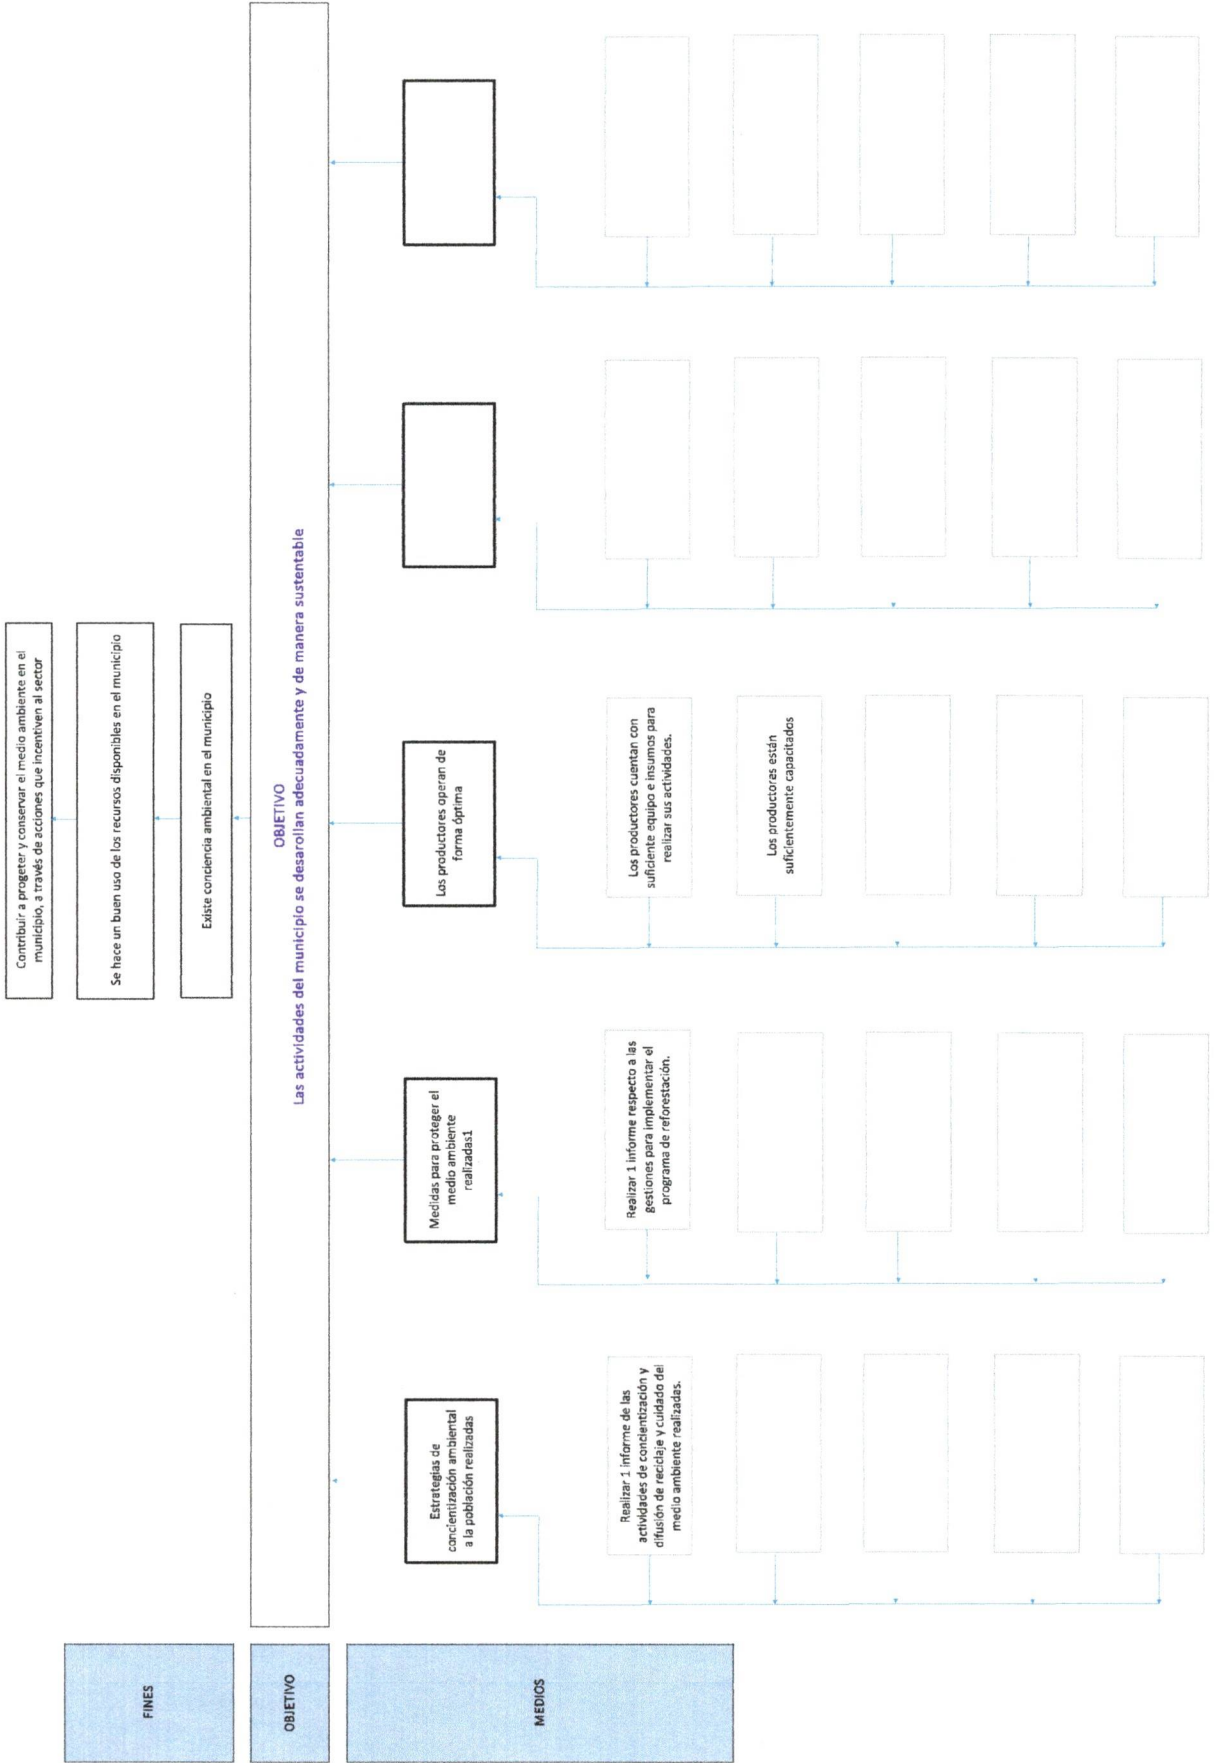 FINES
Contribuir a progeter y conservar el medio ambiente en el
municipio, a través de acciones que incentiven al sector
Se hace un buen uso de los recursos disponibles en el municipio
Existe conciencia ambiental en el municipio
OBJETIVO
OBJETIVO
Las actividades del municipio se desarollan adecuadamente y de manera sustentable
MEDIOS
Estrategias de
concientización ambiental
a la población realizadas
Medidas para proteger el
medio ambiente
realizadas1
Los productores operan de
forma óptima
Realizar 1 informe de las
actividades de concientización y
difusión de reciclaje y cuidado del
medio ambiente realizadas.
Realizar 1 informe respecto a las
gestiones para implementar el
programa de reforestación.
Los productores cuentan con
suficiente equipo e insumos para
realizar sus actividades.
Los productores están
suficientemente capacitados